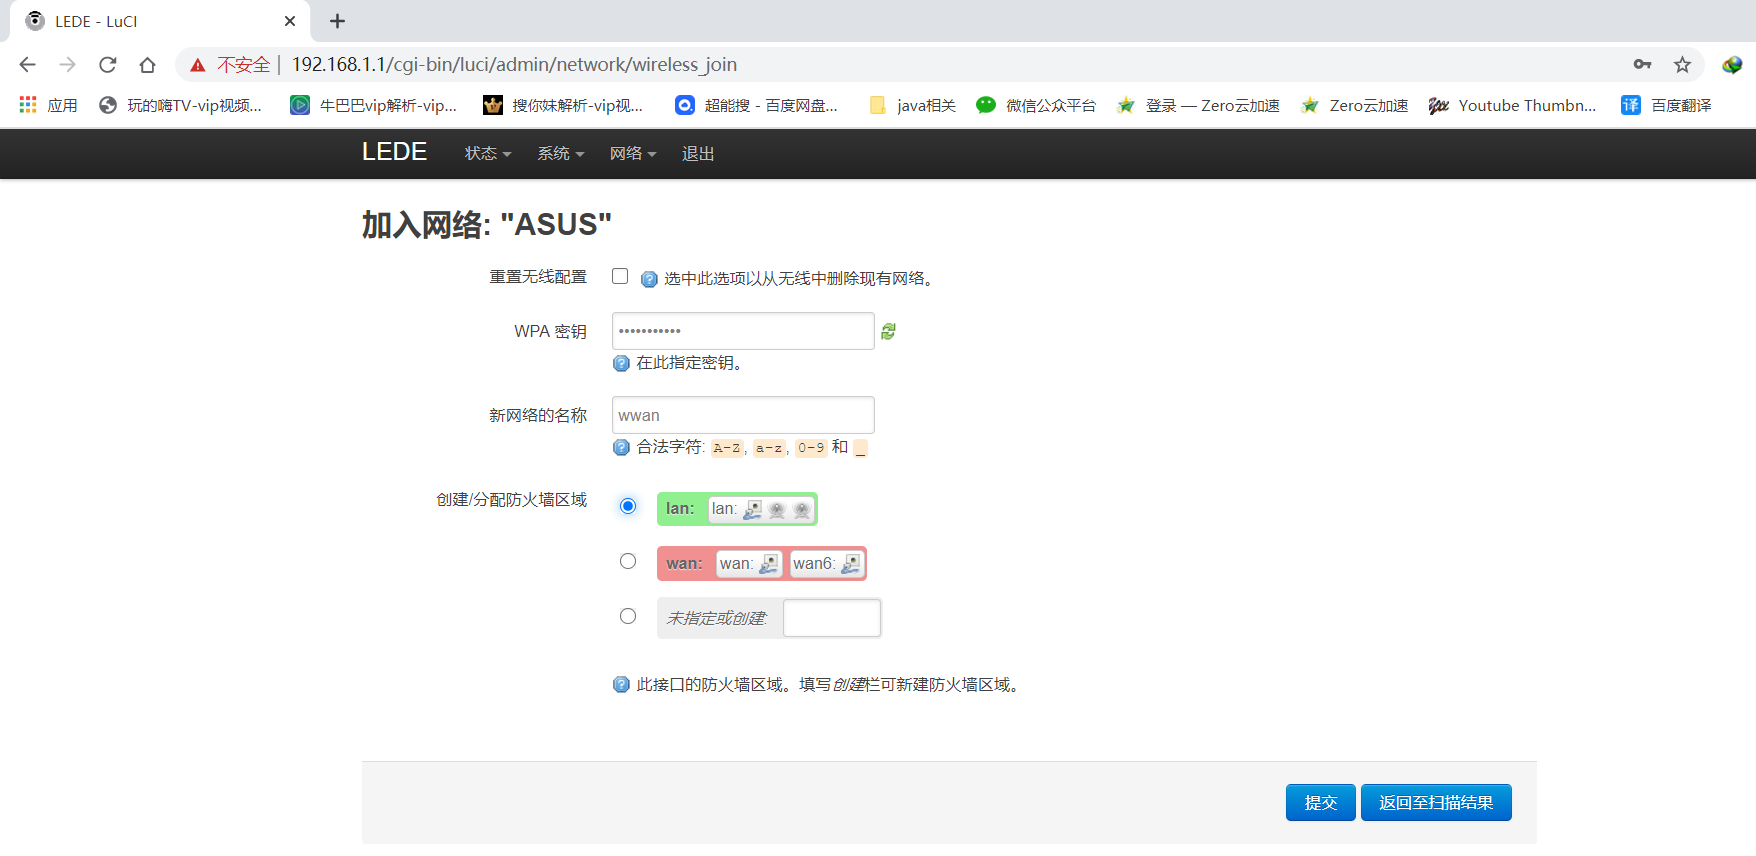 LEDE - LuCI
不安全 | 192.168.1.1/cgi-bin/luci/admin/network/wireless_join
应用 玩的嗨TV-vip视频... 牛巴巴vip解析-vip... 搜你妹解析-vip视... 超能搜 - 百度网盘... java相关 微信公众平台 登录 — Zero云加速 Zero云加速 Youtube Thumbn... 百度翻译
LEDE 状态 系统 网络 退出
加入网络: "ASUS"
重置无线配置 选中此选项以从无线中删除现有网络。
WPA 密钥 •••••••••••
在此指定密钥。
新网络的名称 wwan
合法字符: A-Z, a-z, 0-9 和 _
创建/分配防火墙区域 lan: lan:
wan: wan: wan6:
未指定或创建:
此接口的防火墙区域。填写创建栏可新建防火墙区域。
提交 返回至扫描结果